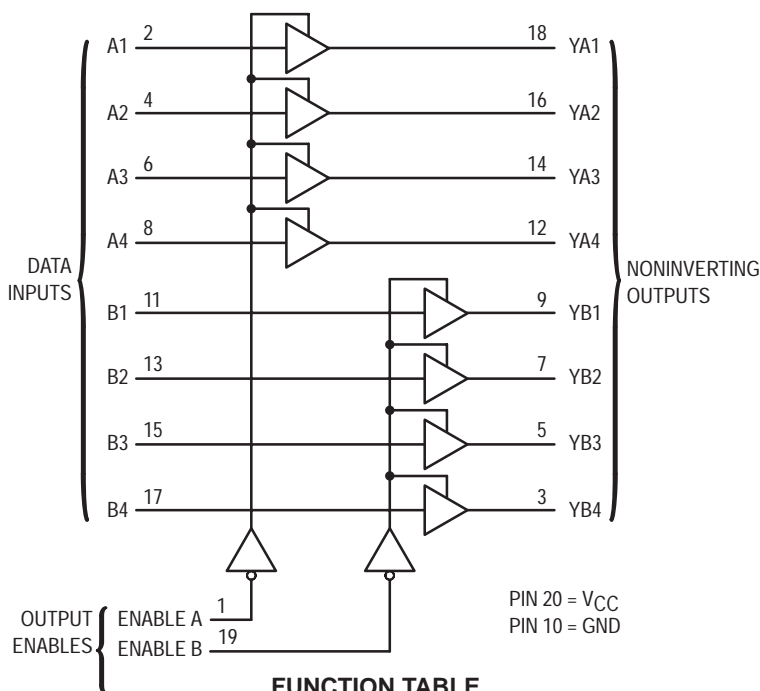 A1 2 18 YA1
A2 4 16 YA2
A3 6 14 YA3
A4 8 12 YA4
DATA
INPUTS
NONINVERTING
OUTPUTS
B1 11 9 YB1
B2 13 7 YB2
B3 15 5 YB3
B4 17 3 YB4
OUTPUT
ENABLES
ENABLE A 1
ENABLE B 19
PIN 20 = VCC
PIN 10 = GND
FUNCTION TABLE